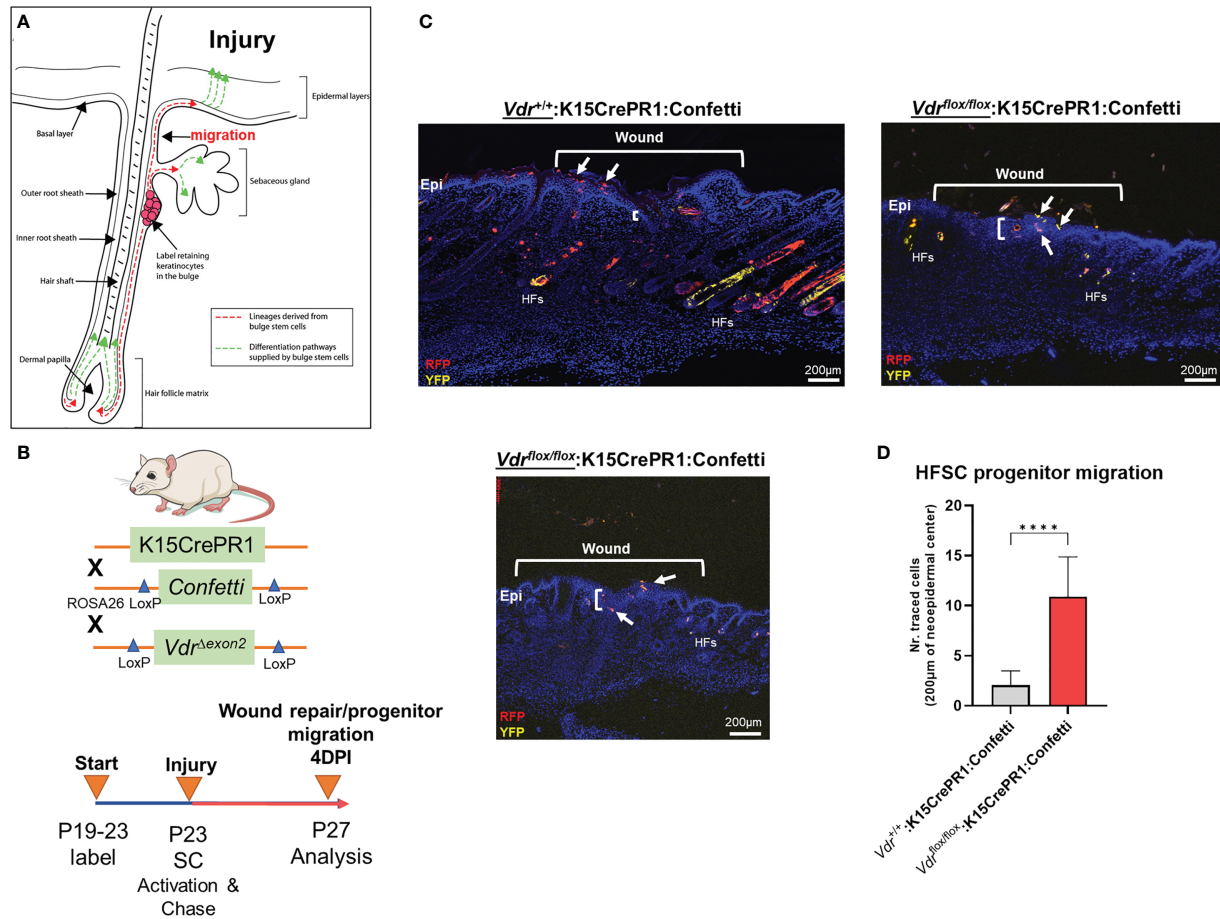 A
Injury
Epidermal layers
Basal layer
migration
Sebaceous gland
Outer root sheath
Inner root sheath
Label retaining
keratinocytes
in the bulge
Hair shaft
Lineages derived from
bulge stem cells
Differentiation pathways
supplied by bulge stem cells
Dermal papilla
Hair follicle matrix
B
K15CrePR1
X
Confetti
ROSA26
LoxP
LoxP
X
VdrΔexon2
LoxP
LoxP
Wound repair/progenitor
migration
4DPI
Start
Injury
P19-23
label
P23
SC
Activation &
Chase
P27
Analysis
C
Vdr+/+:K15CrePR1:Confetti
Wound
Epi
HFs
HFs
RFP
YFP
200µm
Vdrflox/flox:K15CrePR1:Confetti
Wound
Epi
HFs
HFs
RFP
YFP
200µm
Vdrflox/flox:K15CrePR1:Confetti
Wound
Epi
HFs
RFP
YFP
200µm
D
HFSC progenitor migration
Nr. traced cells
(200µm of neoepidermal center)
20
15
10
5
0
****
Vdr+/+:K15CrePR1:Confetti
Vdrflox/flox:K15CrePR1:Confetti